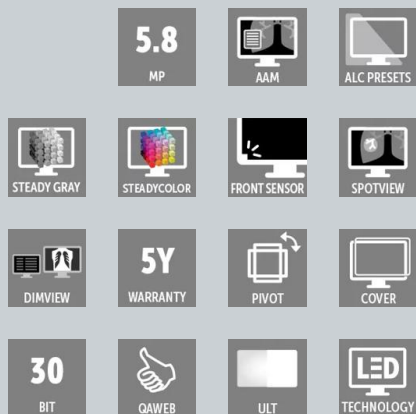 5.8
MP
AAM
ALC PRESETS
STEADY GRAY
STEADYCOLOR
FRONT SENSOR
SPOTVIEW
DIMVIEW
5Y
WARRANTY
PIVOT
COVER
30
BIT
QAWEB
ULT
LED
TECHNOLOGY